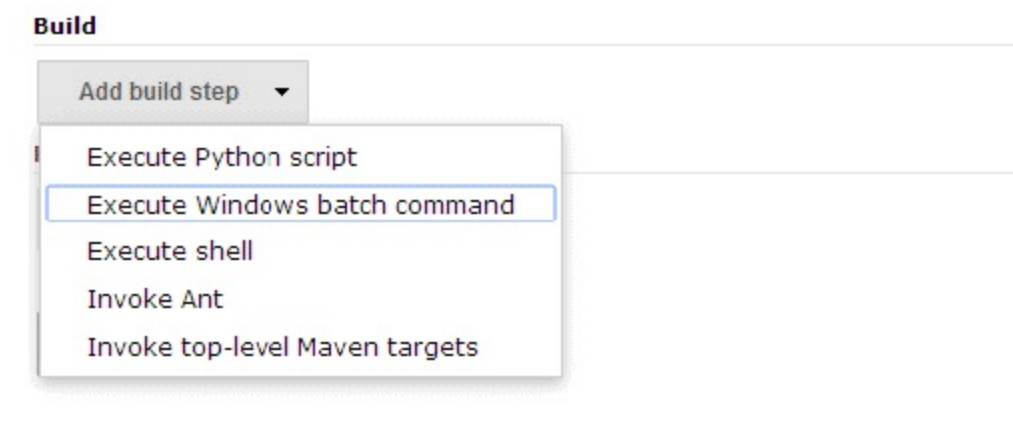 Build
Add build step
Execute Python script
Execute Windows batch command
Execute shell
Invoke Ant
Invoke top-level Maven targets